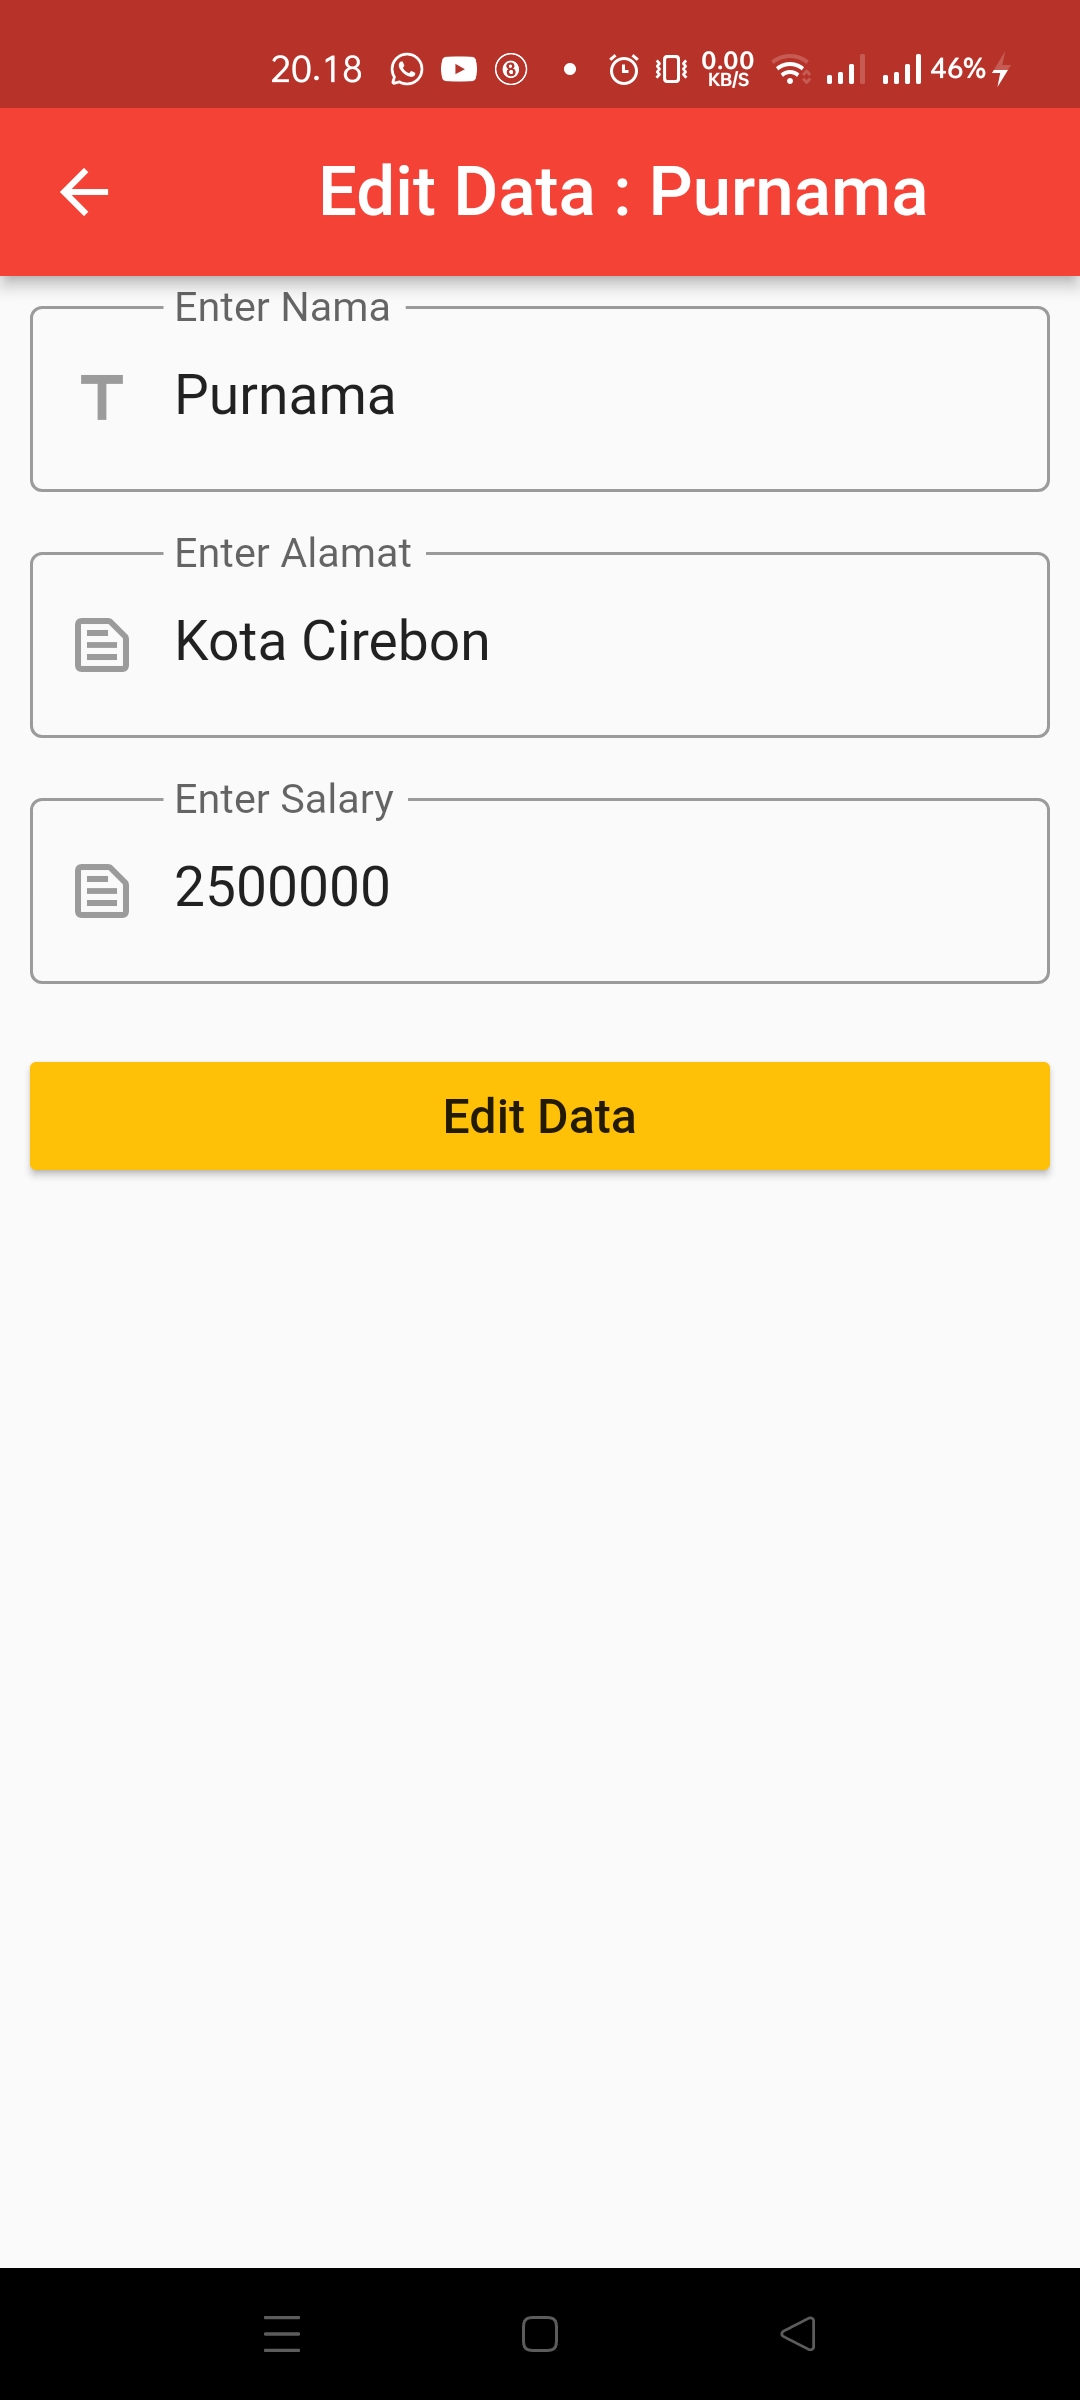 20.18 0.00 KB/S 46%
Edit Data : Purnama
Enter Nama
Purnama
Enter Alamat
Kota Cirebon
Enter Salary
2500000
Edit Data